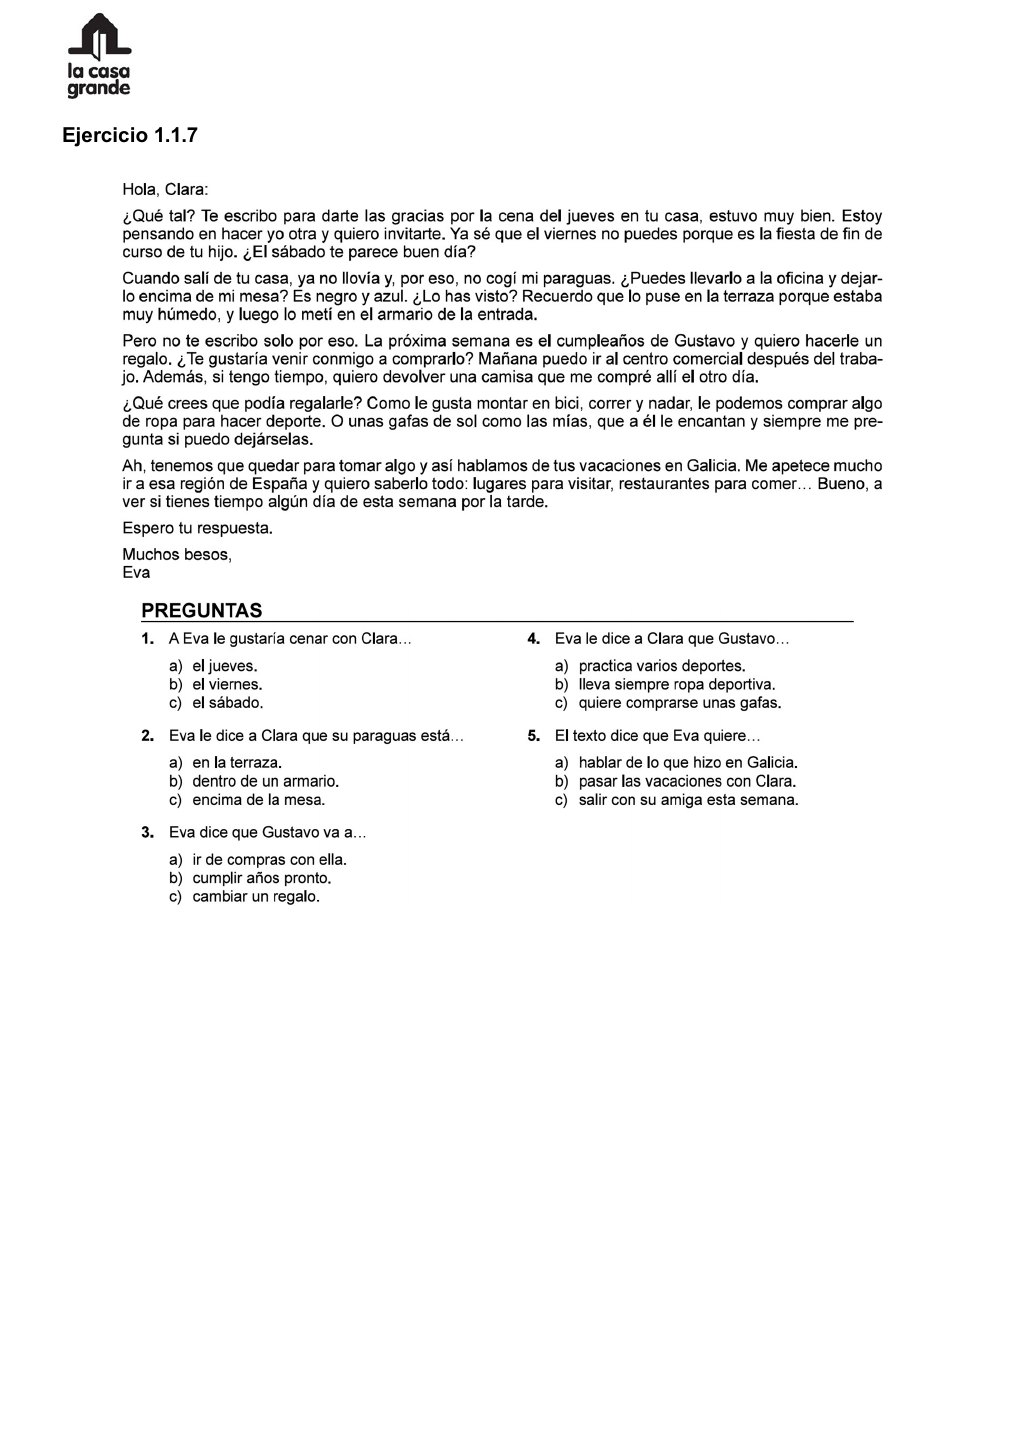 la casa
grande
Ejercicio 1.1.7
Hola, Clara:
¿Qué tal? Te escribo para darte las gracias por la cena del jueves en tu casa, estuvo muy bien. Estoy
pensando en hacer yo otra y quiero invitarte. Ya sé que el viernes no puedes porque es la fiesta de fin de
curso de tu hijo. ¿El sábado te parece buen día?
Cuando salí de tu casa, ya no llovía y, por eso, no cogí mi paraguas. ¿Puedes llevarlo a la oficina y dejar-
lo encima de mi mesa? Es negro y azul. ¿Lo has visto? Recuerdo que lo puse en la terraza porque estaba
muy húmedo, y luego lo metí en el armario de la entrada.
Pero no te escribo solo por eso. La próxima semana es el cumpleaños de Gustavo y quiero hacerle un
regalo. ¿Te gustaría venir conmigo a comprarlo? Mañana puedo ir al centro comercial después del traba-
jo. Además, si tengo tiempo, quiero devolver una camisa que me compré allí el otro día.
¿Qué crees que podía regalarle? Como le gusta montar en bici, correr y nadar, le podemos comprar algo
de ropa para hacer deporte. O unas gafas de sol como las mías, que a él le encantan y siempre me pre-
gunta si puedo dejárselas.
Ah, tenemos que quedar para tomar algo y así hablamos de tus vacaciones en Galicia. Me apetece mucho
ir a esa región de España y quiero saberlo todo: lugares para visitar, restaurantes para comer… Bueno, a
ver si tienes tiempo algún día de esta semana por la tarde.
Espero tu respuesta.
Muchos besos,
Eva
PREGUNTAS
1. A Eva le gustaría cenar con Clara…
a) el jueves.
b) el viernes.
c) el sábado.
2. Eva le dice a Clara que su paraguas está…
a) en la terraza.
b) dentro de un armario.
c) encima de la mesa.
3. Eva dice que Gustavo va a…
a) ir de compras con ella.
b) cumplir años pronto.
c) cambiar un regalo.
4. Eva le dice a Clara que Gustavo…
a) practica varios deportes.
b) lleva siempre ropa deportiva.
c) quiere comprarse unas gafas.
5. El texto dice que Eva quiere…
a) hablar de lo que hizo en Galicia.
b) pasar las vacaciones con Clara.
c) salir con su amiga esta semana.